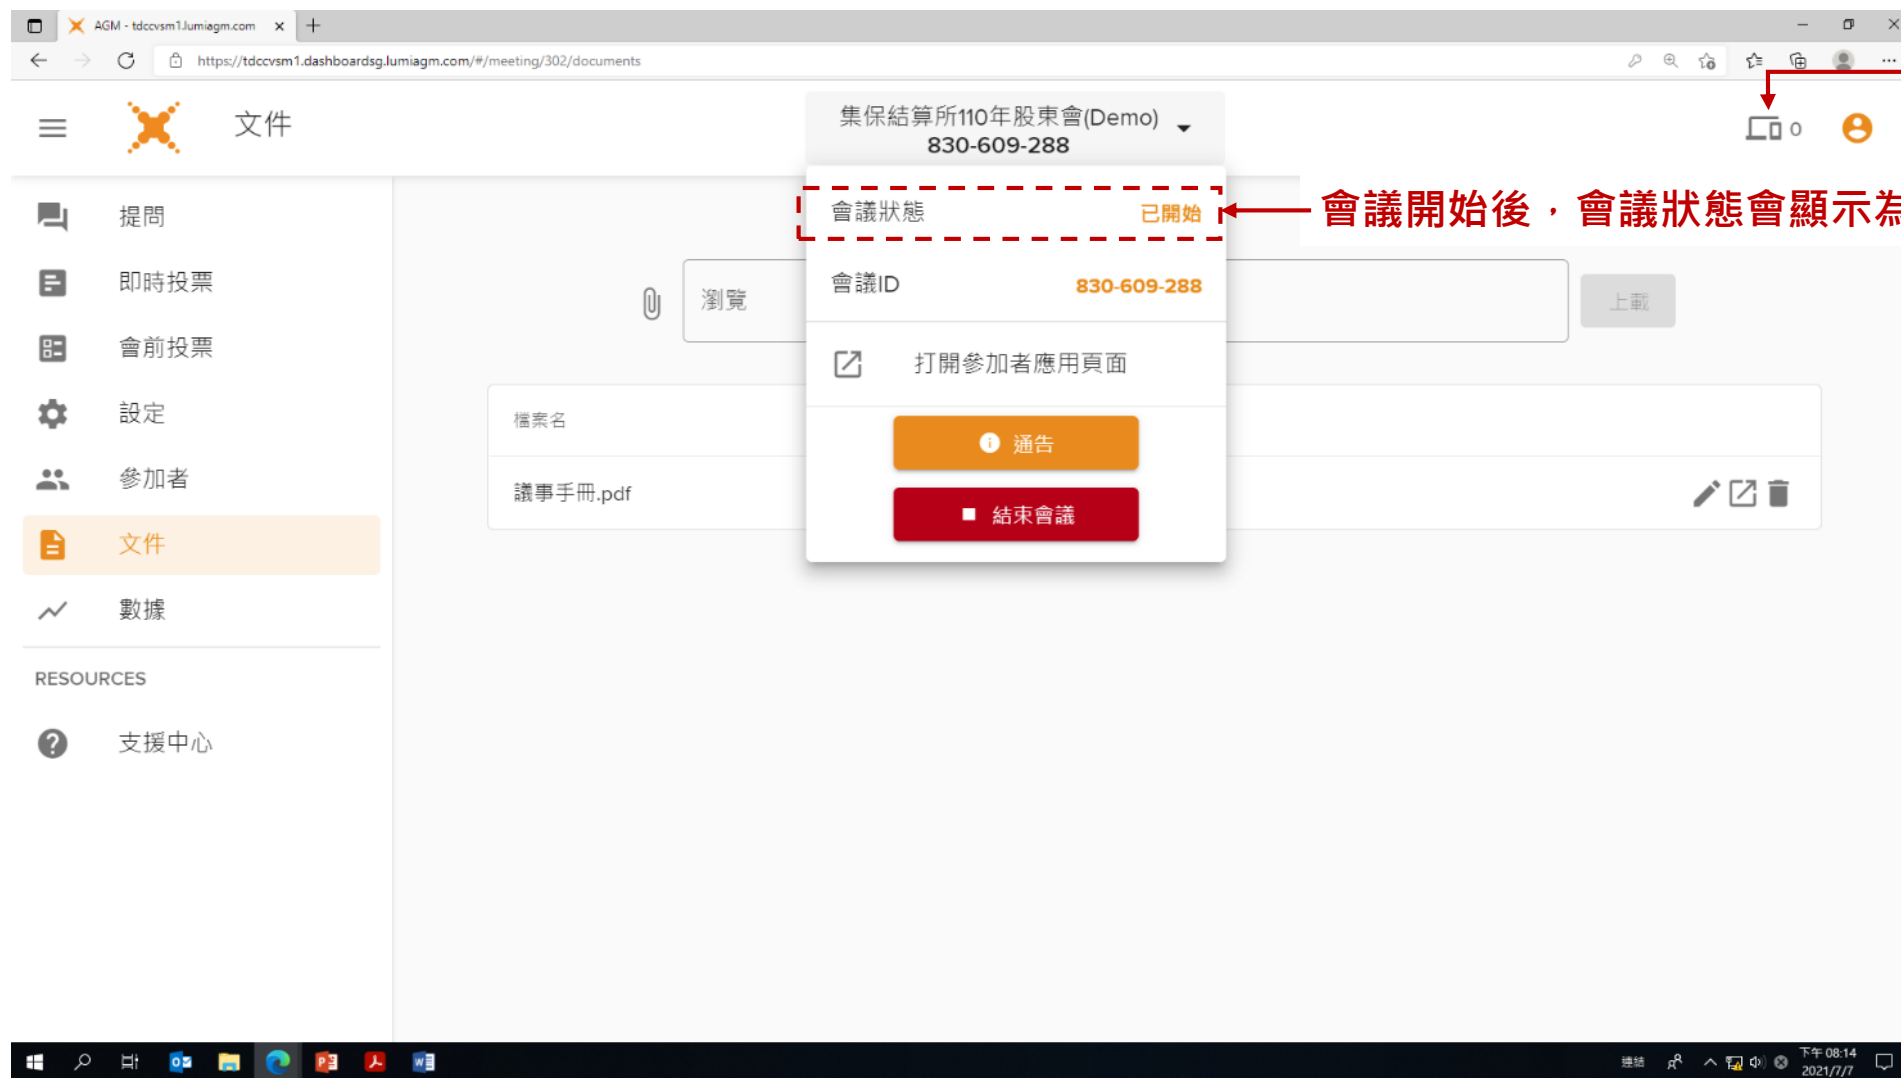 AGM - tdccvsm1.lumiagm.com
https://tdccvsm1.dashboardsg.lumiagm.com/#/meeting/302/documents
文件
集保結算所110年股東會(Demo)
830-609-288
0
提問
即時投票
會前投票
設定
參加者
文件
數據
RESOURCES
支援中心
會議狀態 已開始
會議開始後，會議狀態會顯示為
會議ID 830-609-288
打開參加者應用頁面
通告
結束會議
瀏覽
上載
檔案名
議事手冊.pdf
連結
下午 08:14
2021/7/7